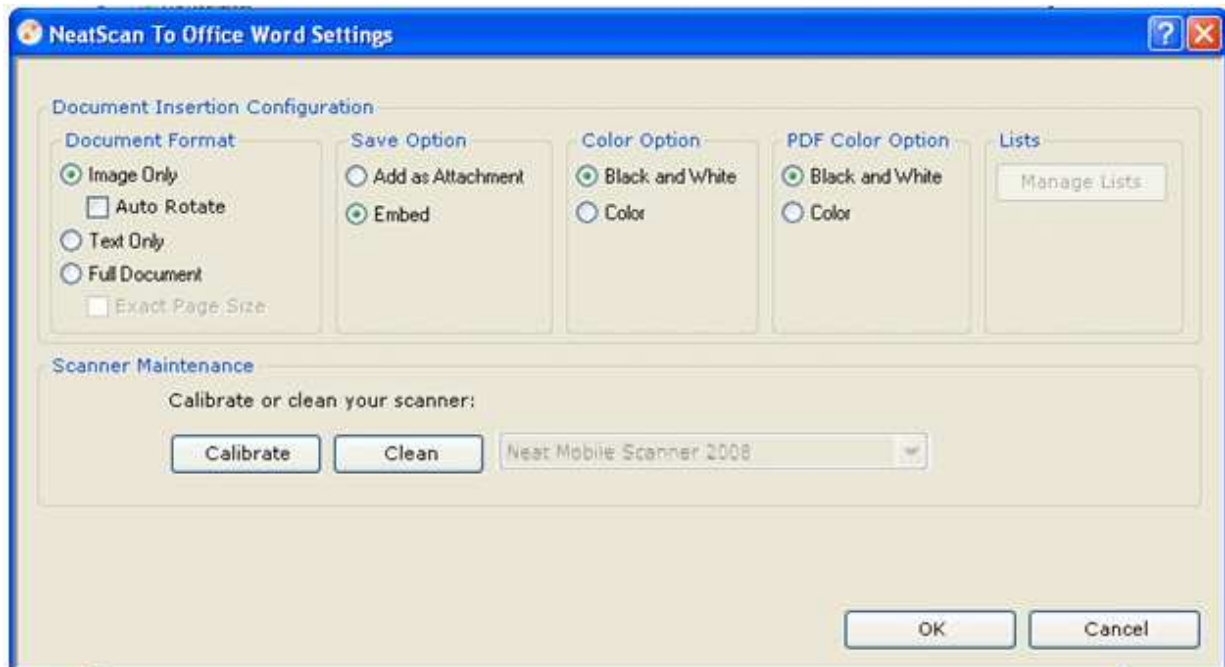 NeatScan To Office Word Settings
Document Insertion Configuration
Document Format
Image Only
Auto Rotate
Text Only
Full Document
Exact Page Size
Save Option
Add as Attachment
Embed
Color Option
Black and White
Color
PDF Color Option
Black and White
Color
Lists
Manage Lists
Scanner Maintenance
Calibrate or clean your scanner:
Calibrate
Clean
Neat Mobile Scanner 2008
OK
Cancel